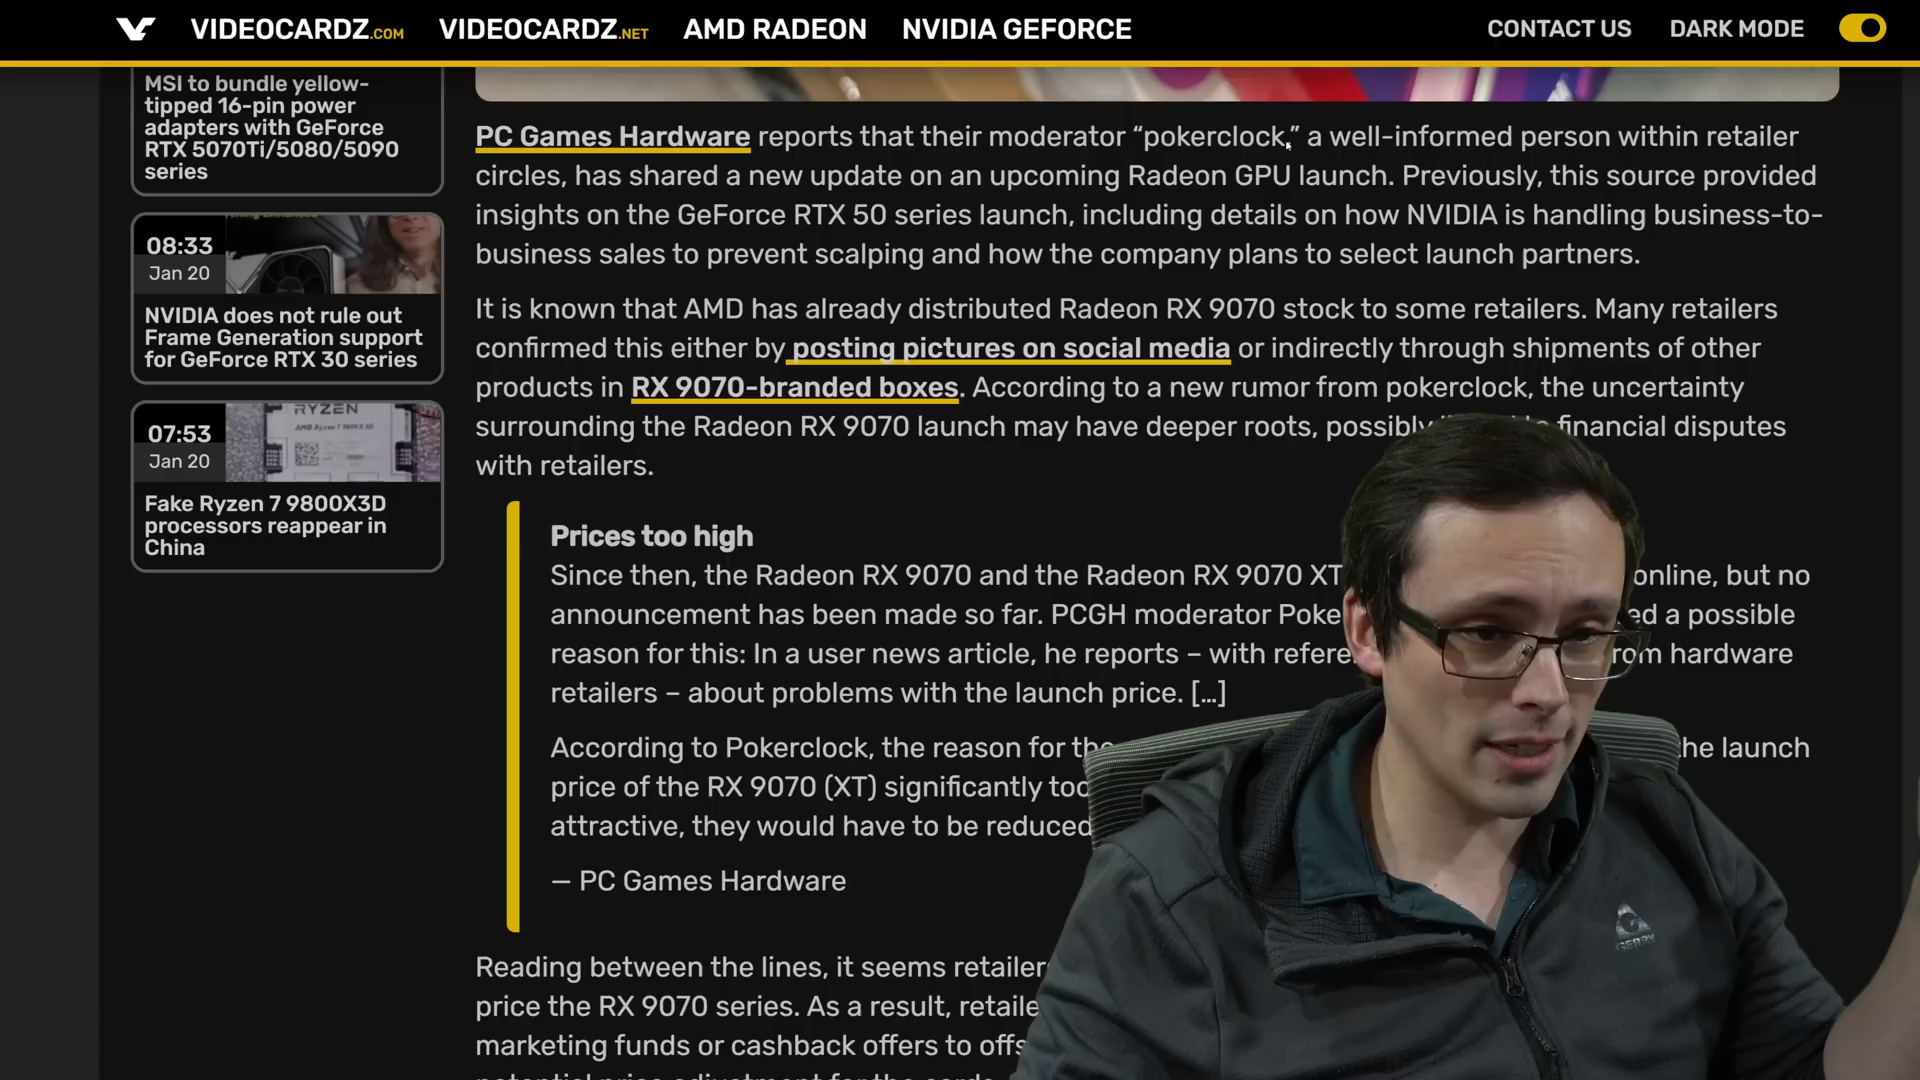 VIDEOCARDZ.COM VIDEOCARDZ.NET AMD RADEON NVIDIA GEFORCE CONTACT US DARK MODE
MSI to bundle yellow-
tipped 16-pin power
adapters with GeForce
RTX 5070Ti/5080/5090
series
08:33
Jan 20
NVIDIA does not rule out
Frame Generation support
for GeForce RTX 30 series
07:53
Jan 20
RYZEN
AMD Ryzen 7 9800X3D
Fake Ryzen 7 9800X3D
processors reappear in
China
PC Games Hardware reports that their moderator “pokerclock,” a well-informed person within retailer
circles, has shared a new update on an upcoming Radeon GPU launch. Previously, this source provided
insights on the GeForce RTX 50 series launch, including details on how NVIDIA is handling business-to-
business sales to prevent scalping and how the company plans to select launch partners.
It is known that AMD has already distributed Radeon RX 9070 stock to some retailers. Many retailers
confirmed this either by posting pictures on social media or indirectly through shipments of other
products in RX 9070-branded boxes. According to a new rumor from pokerclock, the uncertainty
surrounding the Radeon RX 9070 launch may have deeper roots, possibly financial disputes
with retailers.
Prices too high
Since then, the Radeon RX 9070 and the Radeon RX 9070 XT online, but no
announcement has been made so far. PCGH moderator a possible
reason for this: In a user news article, he reports – with hardware
retailers – about problems with the launch price. […]
According to Pokerclock, the reason for the launch
price of the RX 9070 (XT) significantly too
attractive, they would have to be reduced
— PC Games Hardware
Reading between the lines, it seems
price the RX 9070 series. As a result,
marketing funds or cashback offers to
potential price adjustment for the cards.
GERRY